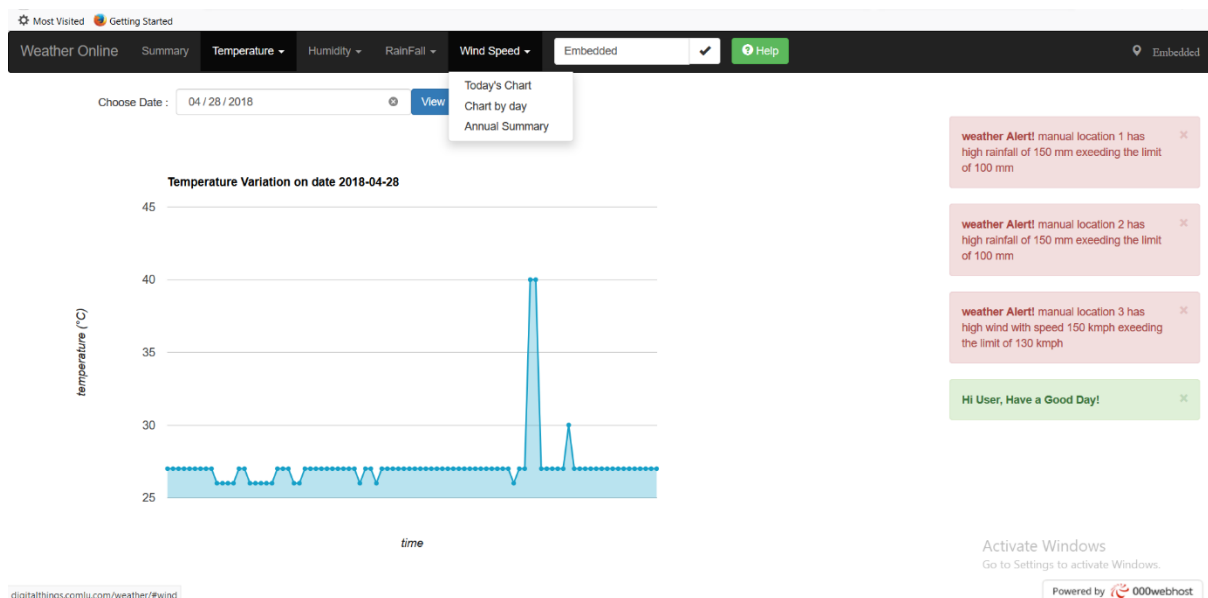 Most Visited Getting Started
Weather Online Summary Temperature Humidity RainFall Wind Speed Embedded Help Embedded
Today's Chart
Chart by day
Annual Summary
Choose Date : 04 / 28 / 2018 View
weather Alert! manual location 1 has
high rainfall of 150 mm exeeding the limit
of 100 mm
weather Alert! manual location 2 has
high rainfall of 150 mm exeeding the limit
of 100 mm
weather Alert! manual location 3 has
high wind with speed 150 kmph exeeding
the limit of 130 kmph
Hi User, Have a Good Day!
Temperature Variation on date 2018-04-28
45
40
35
30
25
temperature (°C)
time
Activate Windows
Go to Settings to activate Windows.
digitalthings.comlu.com/weather/#wind
Powered by 000webhost